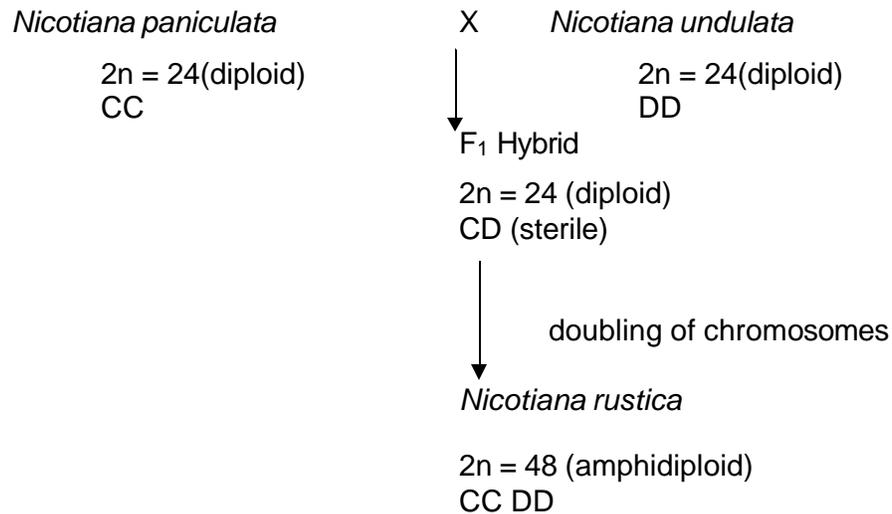 Nicotiana paniculata X Nicotiana undulata
2n = 24(diploid) 2n = 24(diploid)
CC DD
F₁ Hybrid
2n = 24 (diploid)
CD (sterile)
doubling of chromosomes
Nicotiana rustica
2n = 48 (amphidiploid)
CC DD